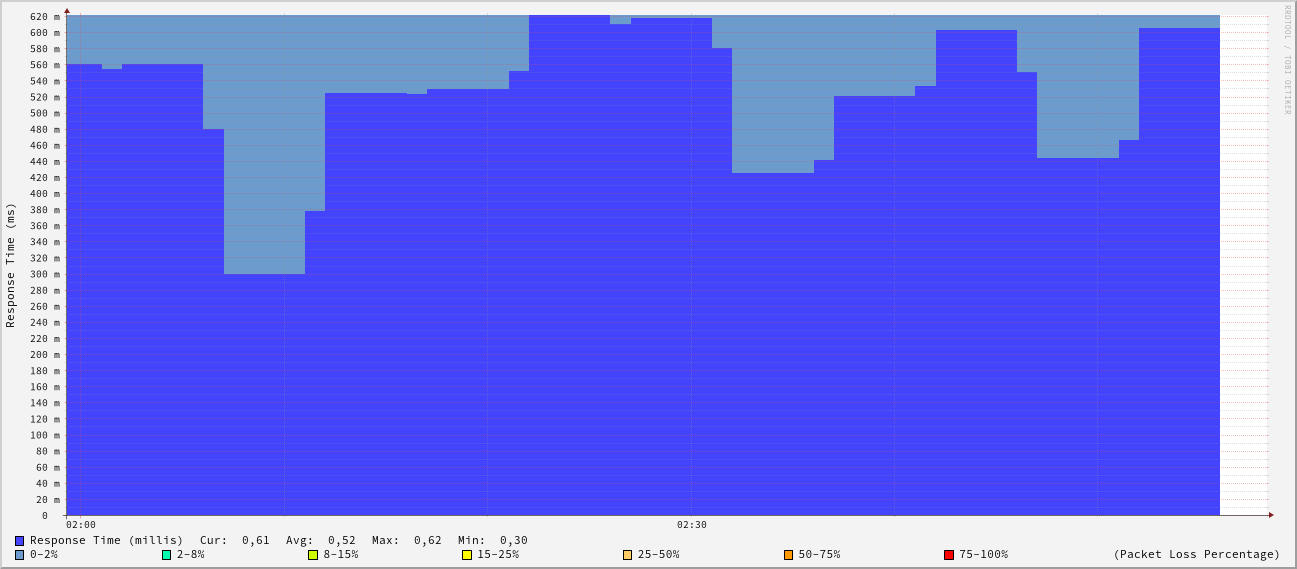 620 m
600 m
580 m
560 m
540 m
520 m
500 m
480 m
460 m
440 m
420 m
400 m
380 m
360 m
340 m
320 m
300 m
280 m
260 m
240 m
220 m
200 m
180 m
160 m
140 m
120 m
100 m
80 m
60 m
40 m
20 m
0
Response Time (ms)
RRDTOOL / TOBI OETIKER
02:00 02:30
Response Time (millis) Cur: 0,61 Avg: 0,52 Max: 0,62 Min: 0,30
0-2% 2-8% 8-15% 15-25% 25-50% 50-75% 75-100% (Packet Loss Percentage)